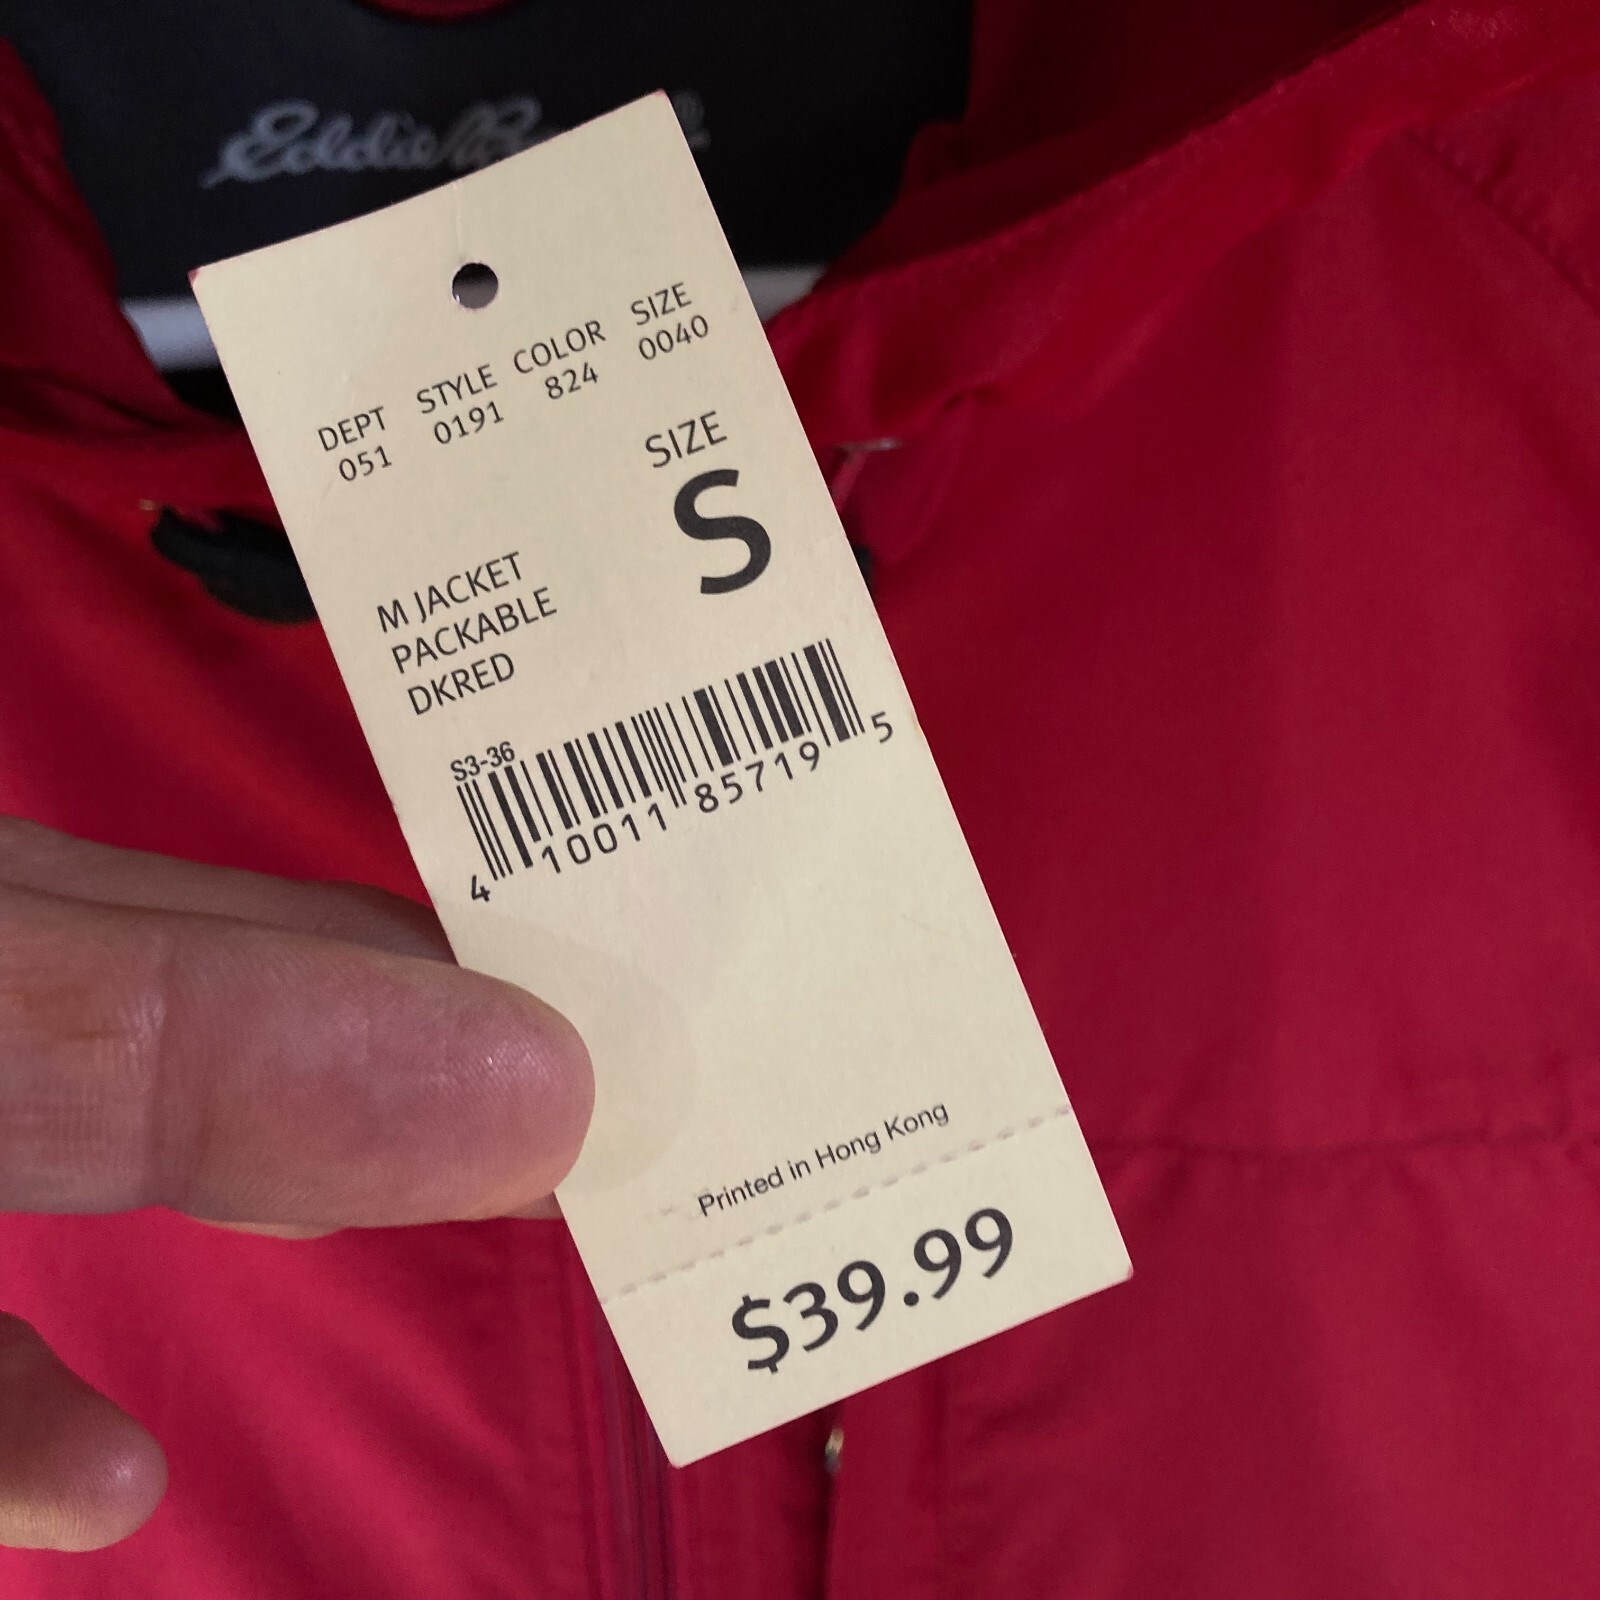 Eddie
DEPT STYLE COLOR SIZE
051 0191 824 0040
SIZE
S
M JACKET
PACKABLE
DKRED
S3-36
4 10011 85719 5
Printed in Hong Kong
$39.99